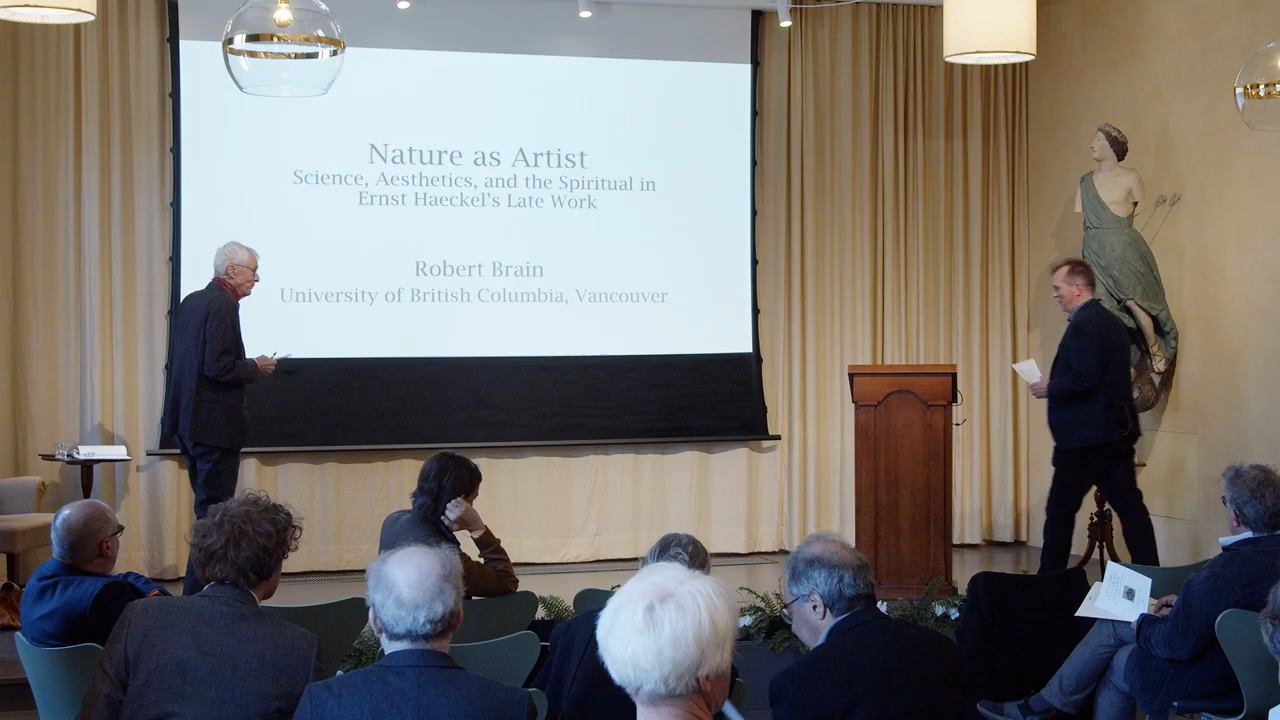 Nature as Artist
Science, Aesthetics, and the Spiritual in
Ernst Haeckel's Late Work
Robert Brain
University of British Columbia, Vancouver